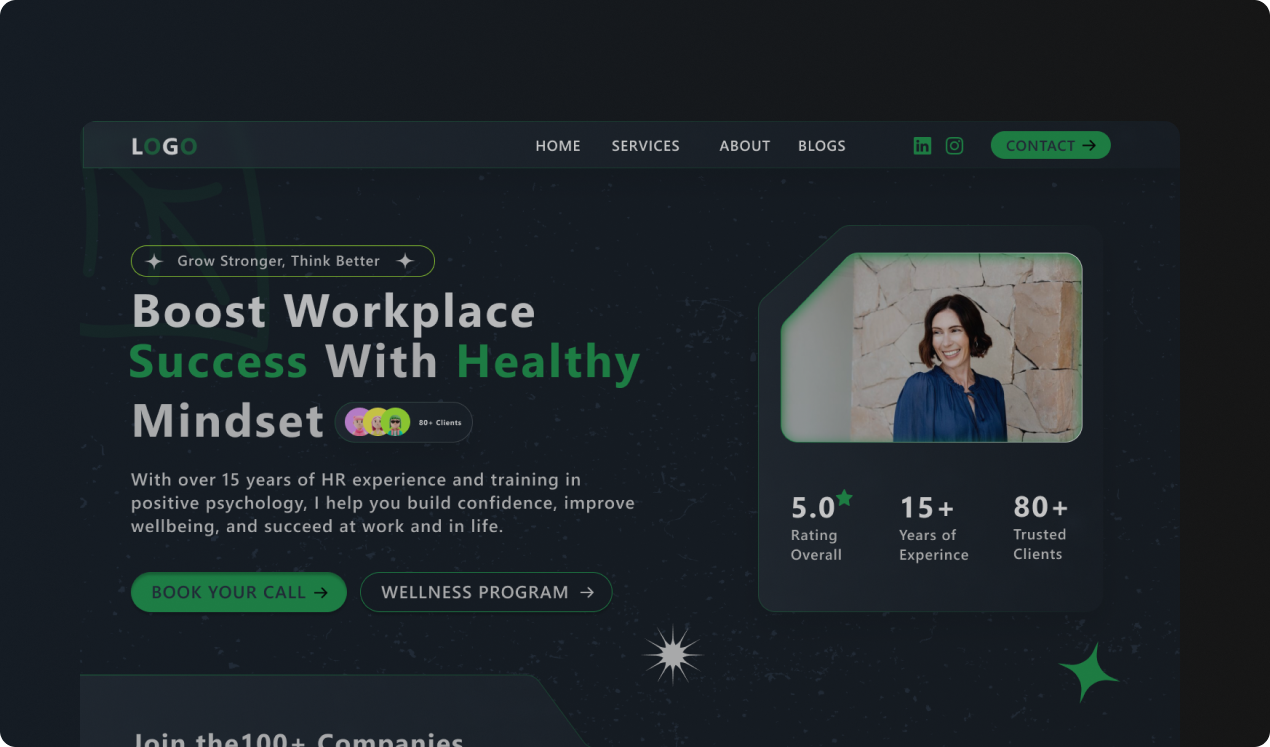 LOGO
HOME SERVICES ABOUT BLOGS CONTACT →
Grow Stronger, Think Better
Boost Workplace
Success With Healthy
Mindset
80+ Clients
With over 15 years of HR experience and training in
positive psychology, I help you build confidence, improve
wellbeing, and succeed at work and in life.
BOOK YOUR CALL →
WELLNESS PROGRAM →
5.0
Rating
Overall
15+
Years of
Experince
80+
Trusted
Clients
Join the100+ Companies